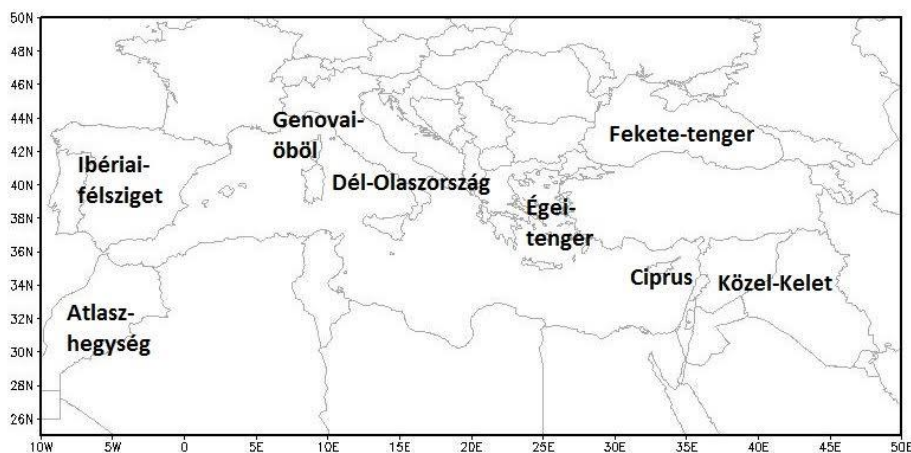 50N
48N
46N
44N
42N
40N
38N
36N
34N
32N
30N
28N
26N
Genovai-
öböl
Fekete-tenger
Ibériai-
félsziget
Dél-Olaszország
Égei-
tenger
Ciprus
Közel-Kelet
Atlasz-
hegység
10W 5W 0 5E 10E 15E 20E 25E 30E 35E 40E 45E 50E